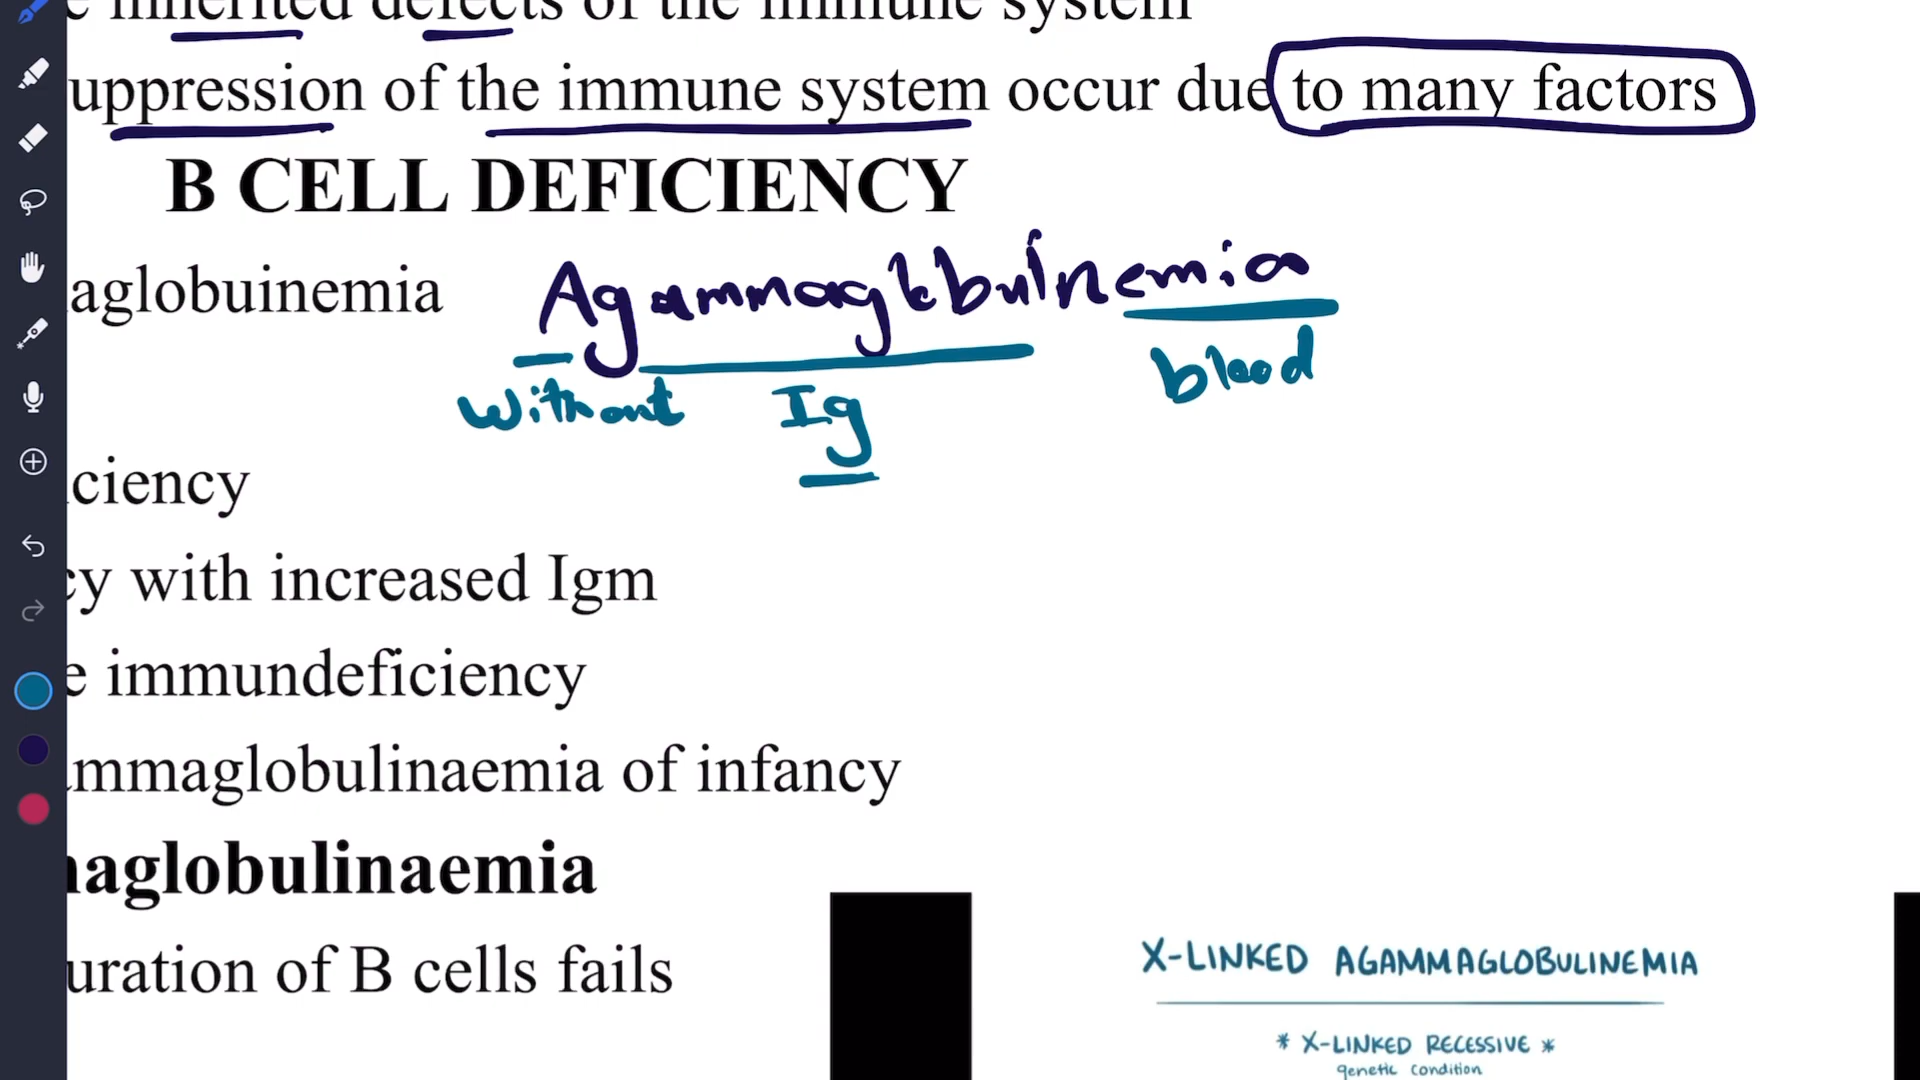 e inherited defects of the immune system
uppression of the immune system occur due to many factors
B CELL DEFICIENCY
aglobuinemia
Agammaglobulnemia
without
Ig
blood
ciency
cy with increased Igm
e immundeficiency
mmaglobulinaemia of infancy
aglobulinaemia
uration of B cells fails
X-LINKED AGAMMAGLOBULINEMIA
* X-LINKED RECESSIVE *
genetic condition